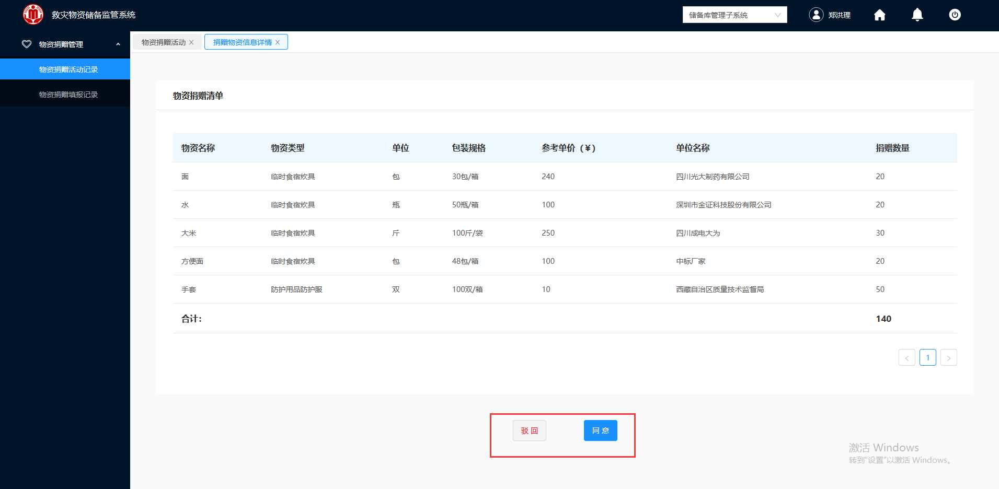 救灾物资储备监管系统
储备库管理子系统
郑洪理
物资捐赠管理
物资捐赠活动记录
物资捐赠填报记录
物资捐赠活动
捐赠物资信息详情
物资捐赠清单
物资名称 物资类型 单位 包装规格 参考单价（¥） 单位名称 捐赠数量
面 临时食宿炊具 包 30包/箱 240 四川光大制药有限公司 20
水 临时食宿炊具 瓶 50瓶/箱 100 深圳市金证科技股份有限公司 20
大米 临时食宿炊具 斤 100斤/袋 250 四川成电大为 30
方便面 临时食宿炊具 包 48包/箱 100 中标厂家 20
手套 防护用品防护服 双 100双/箱 10 西藏自治区质量技术监督局 50
合计： 140
< 1 >
驳 回
同 意
激活 Windows
转到"设置"以激活 Windows。